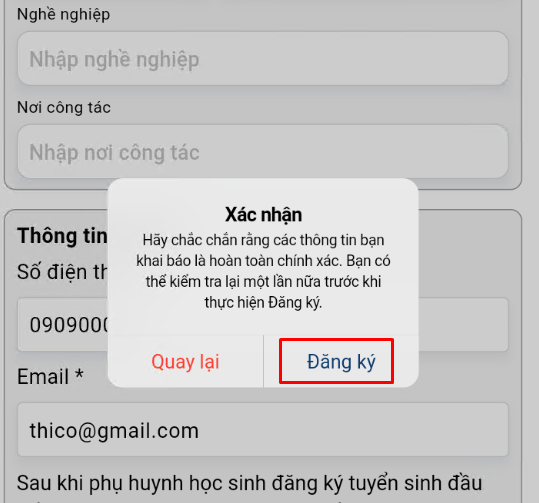 Nghề nghiệp
Nhập nghề nghiệp
Nơi công tác
Nhập nơi công tác
Xác nhận
Hãy chắc chắn rằng các thông tin bạn
khai báo là hoàn toàn chính xác. Bạn có
thể kiểm tra lại một lần nữa trước khi
thực hiện Đăng ký.
Quay lại
Đăng ký
Thông tin
Số điện th
090900
Email *
thico@gmail.com
Sau khi phụ huynh học sinh đăng ký tuyển sinh đầu